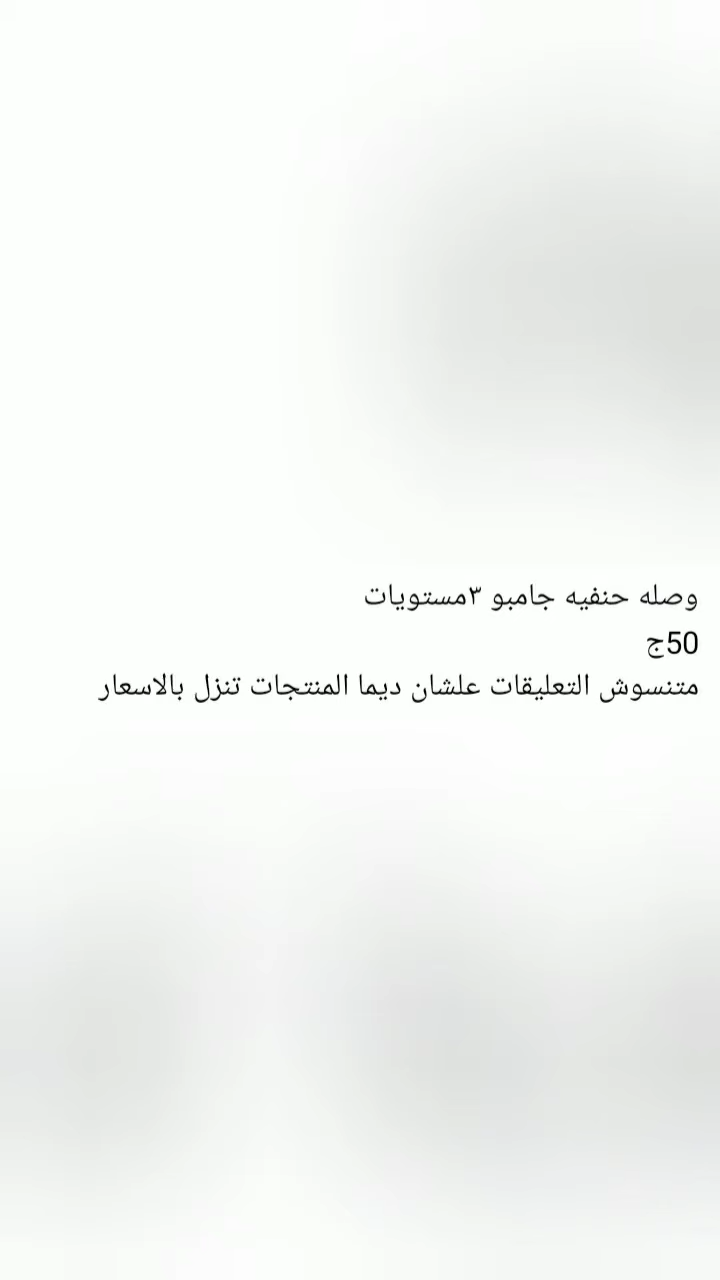 وصله حنفيه جامبو ٣مستويات
50ج
متنسوش التعليقات علشان ديما المنتجات تنزل بالاسعار